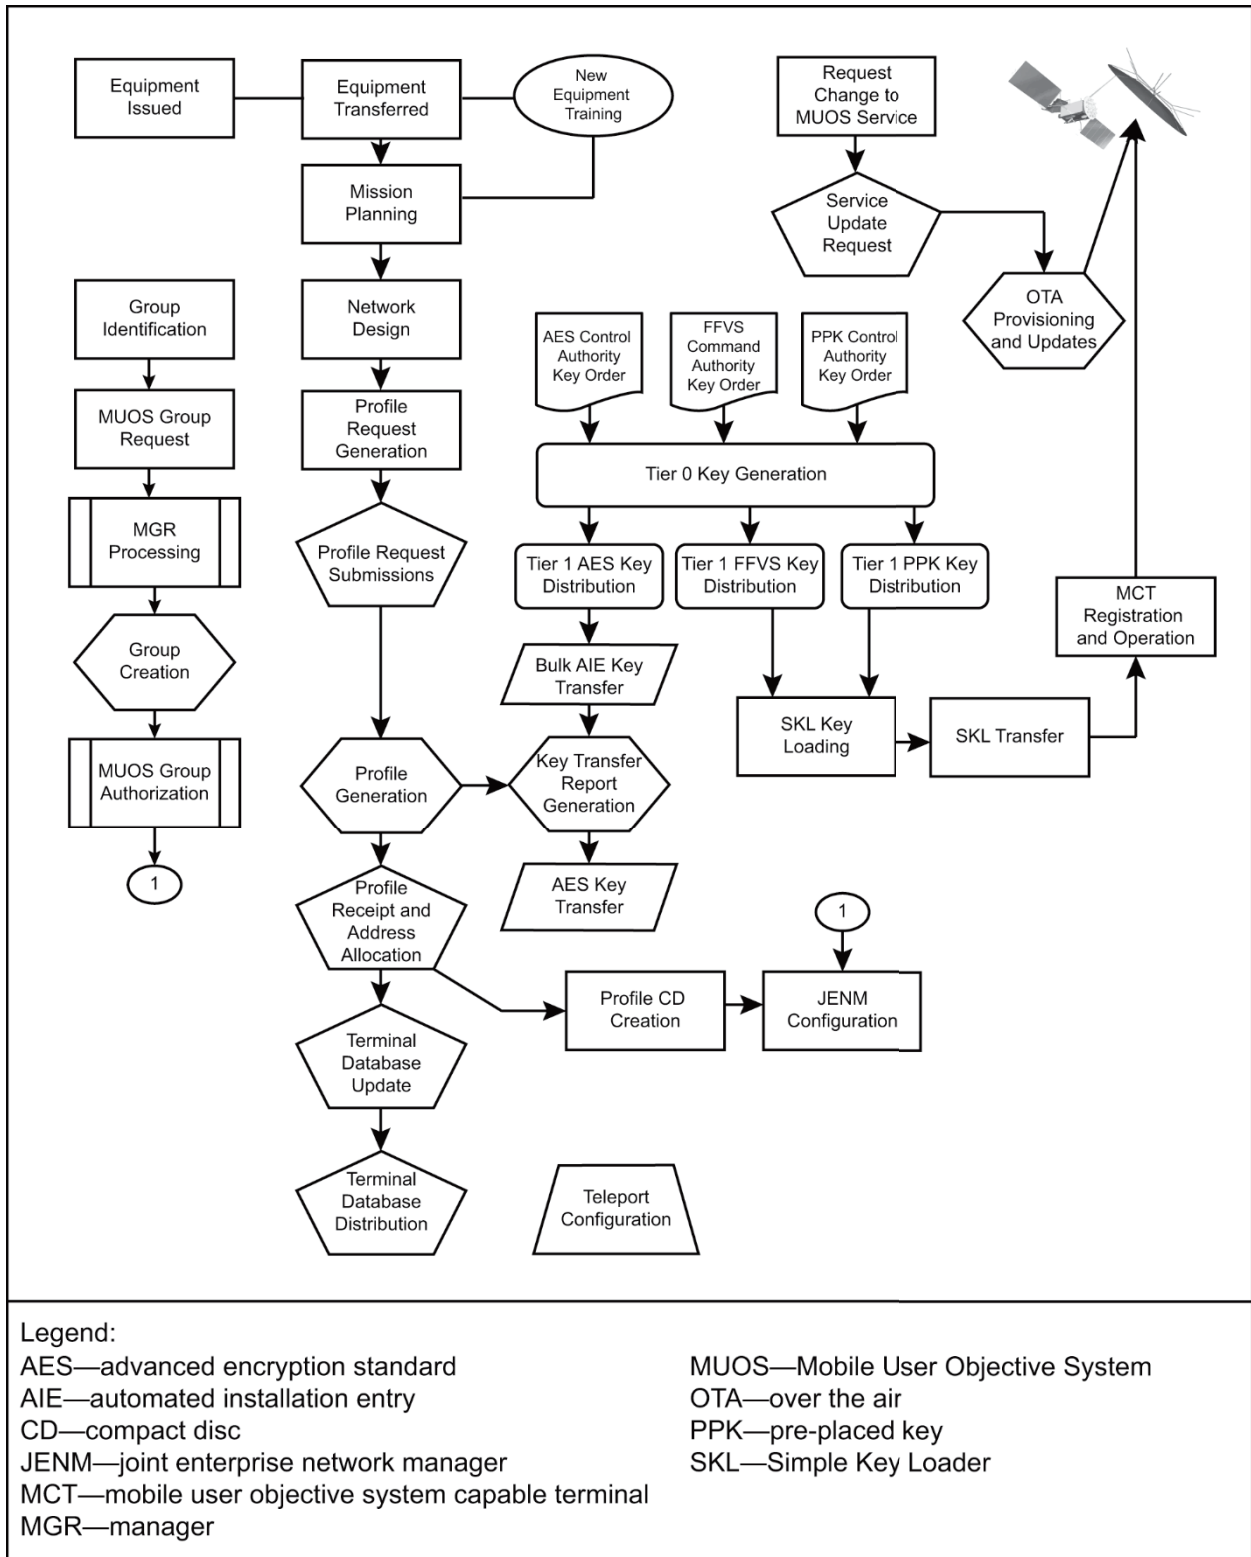 Equipment
Issued
Equipment
Transferred
New
Equipment
Training
Request
Change to
MUOS Service
Mission
Planning
Service
Update
Request
Group
Identification
Network
Design
OTA
Provisioning
and Updates
AES Control
Authority
Key Order
FFVS
Command
Authority
Key Order
PPK Control
Authority
Key Order
MUOS Group
Request
Profile
Request
Generation
Tier 0 Key Generation
MGR
Processing
Profile Request
Submissions
Tier 1 AES Key
Distribution
Tier 1 FFVS Key
Distribution
Tier 1 PPK Key
Distribution
MCT
Registration
and Operation
Group
Creation
Bulk AIE Key
Transfer
SKL Key
Loading
SKL Transfer
MUOS Group
Authorization
Profile
Generation
Key Transfer
Report
Generation
1
Profile
Receipt and
Address
Allocation
AES Key
Transfer
1
Profile CD
Creation
JENM
Configuration
Terminal
Database
Update
Terminal
Database
Distribution
Teleport
Configuration
Legend:
AES—advanced encryption standard
AIE—automated installation entry
CD—compact disc
JENM—joint enterprise network manager
MCT—mobile user objective system capable terminal
MGR—manager
MUOS—Mobile User Objective System
OTA—over the air
PPK—pre-placed key
SKL—Simple Key Loader